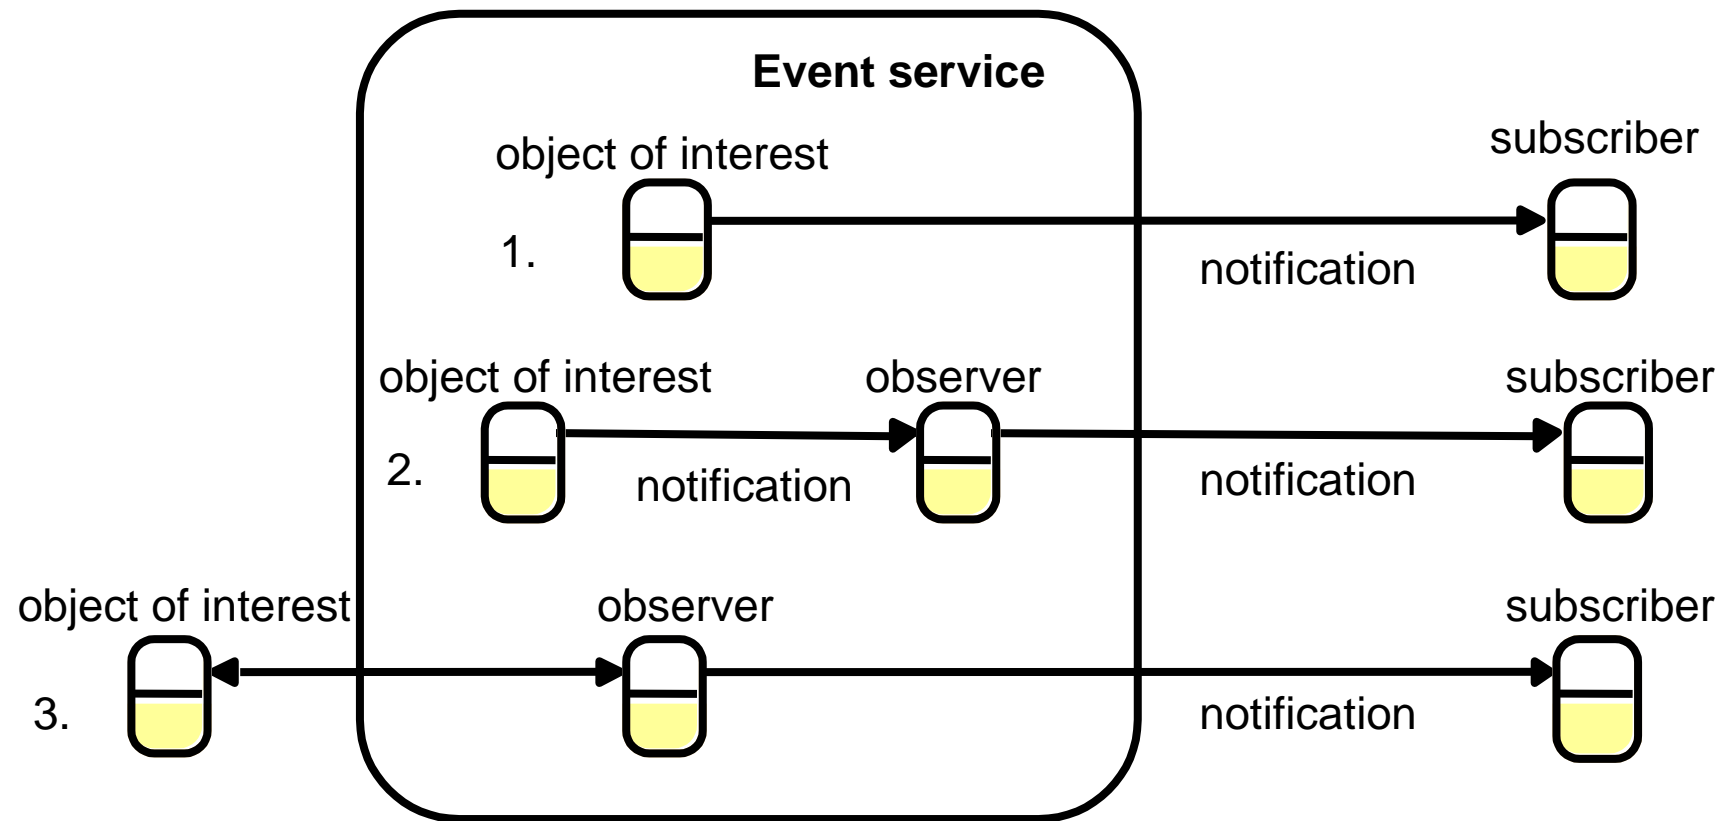 Event service
object of interest
subscriber
1.
notification
object of interest
observer
subscriber
2.
notification
notification
object of interest
observer
subscriber
3.
notification